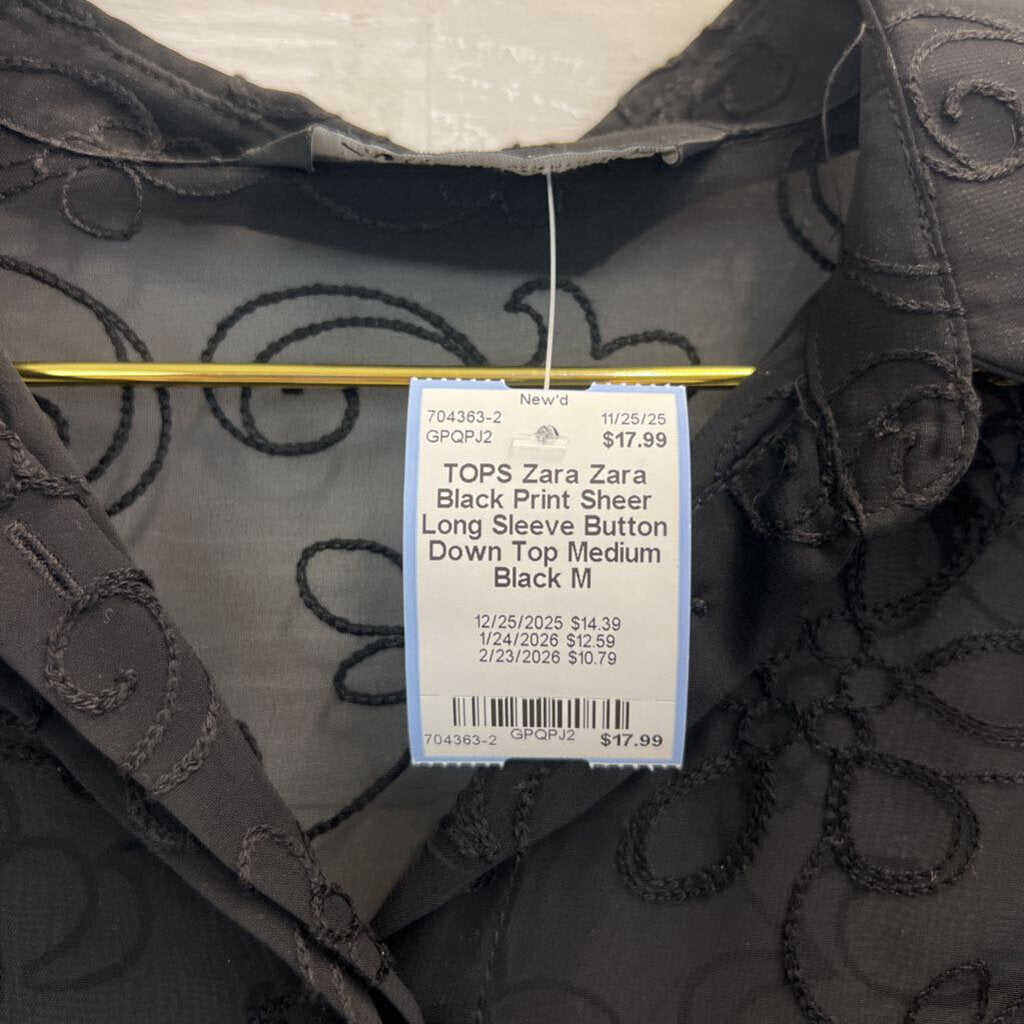 New'd
704363-2 11/25/25
GPQPJ2 $17.99
TOPS Zara Zara
Black Print Sheer
Long Sleeve Button
Down Top Medium
Black M
12/25/2025 $14.39
1/24/2026 $12.59
2/23/2026 $10.79
704363-2 GPQPJ2 $17.99